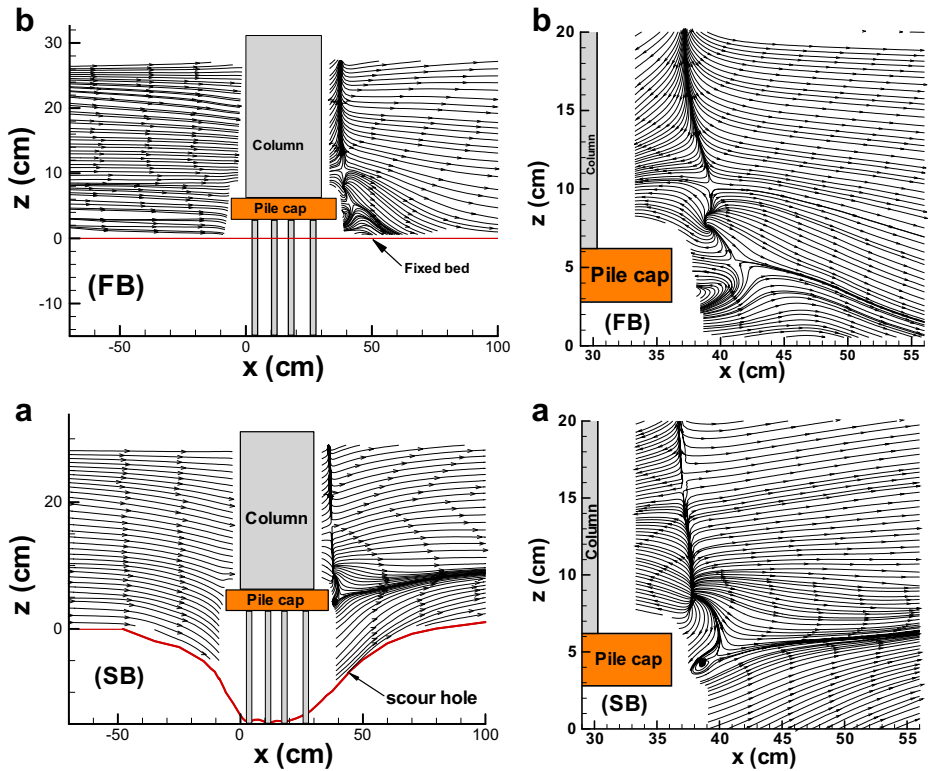 b
z (cm)
30
20
10
0
-10
Column
Pile cap
Fixed bed
(FB)
-50
0
50
100
x (cm)
b
z (cm)
20
15
10
5
0
Column
Pile cap
(FB)
30
35
40
45
50
55
x (cm)
a
z (cm)
20
0
Column
Pile cap
(SB)
scour hole
-50
0
50
100
x (cm)
a
z (cm)
20
15
10
5
0
Column
Pile cap
(SB)
30
35
40
45
50
55
x (cm)